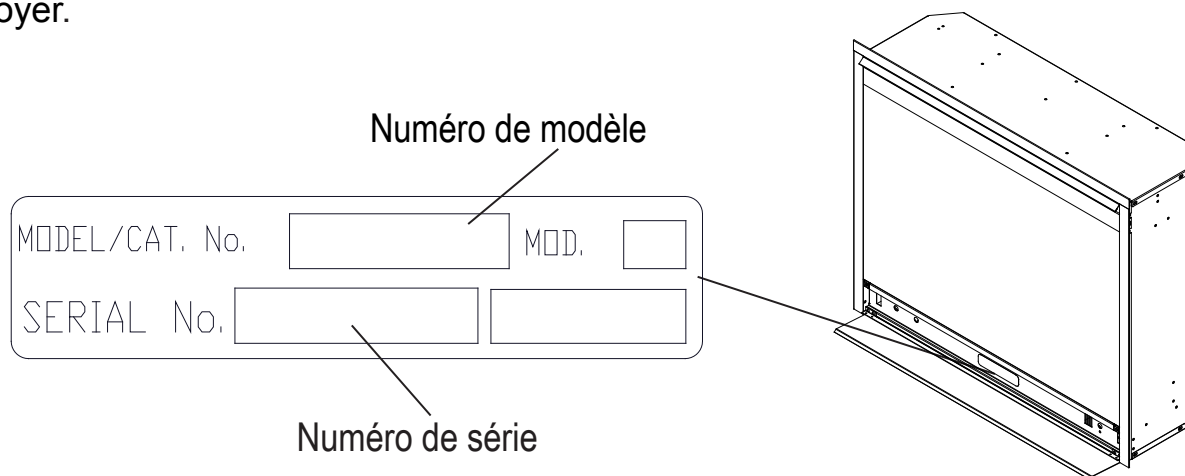 oyer.
Numéro de modèle
MODEL/CAT. No. MOD.
SERIAL No.
Numéro de série